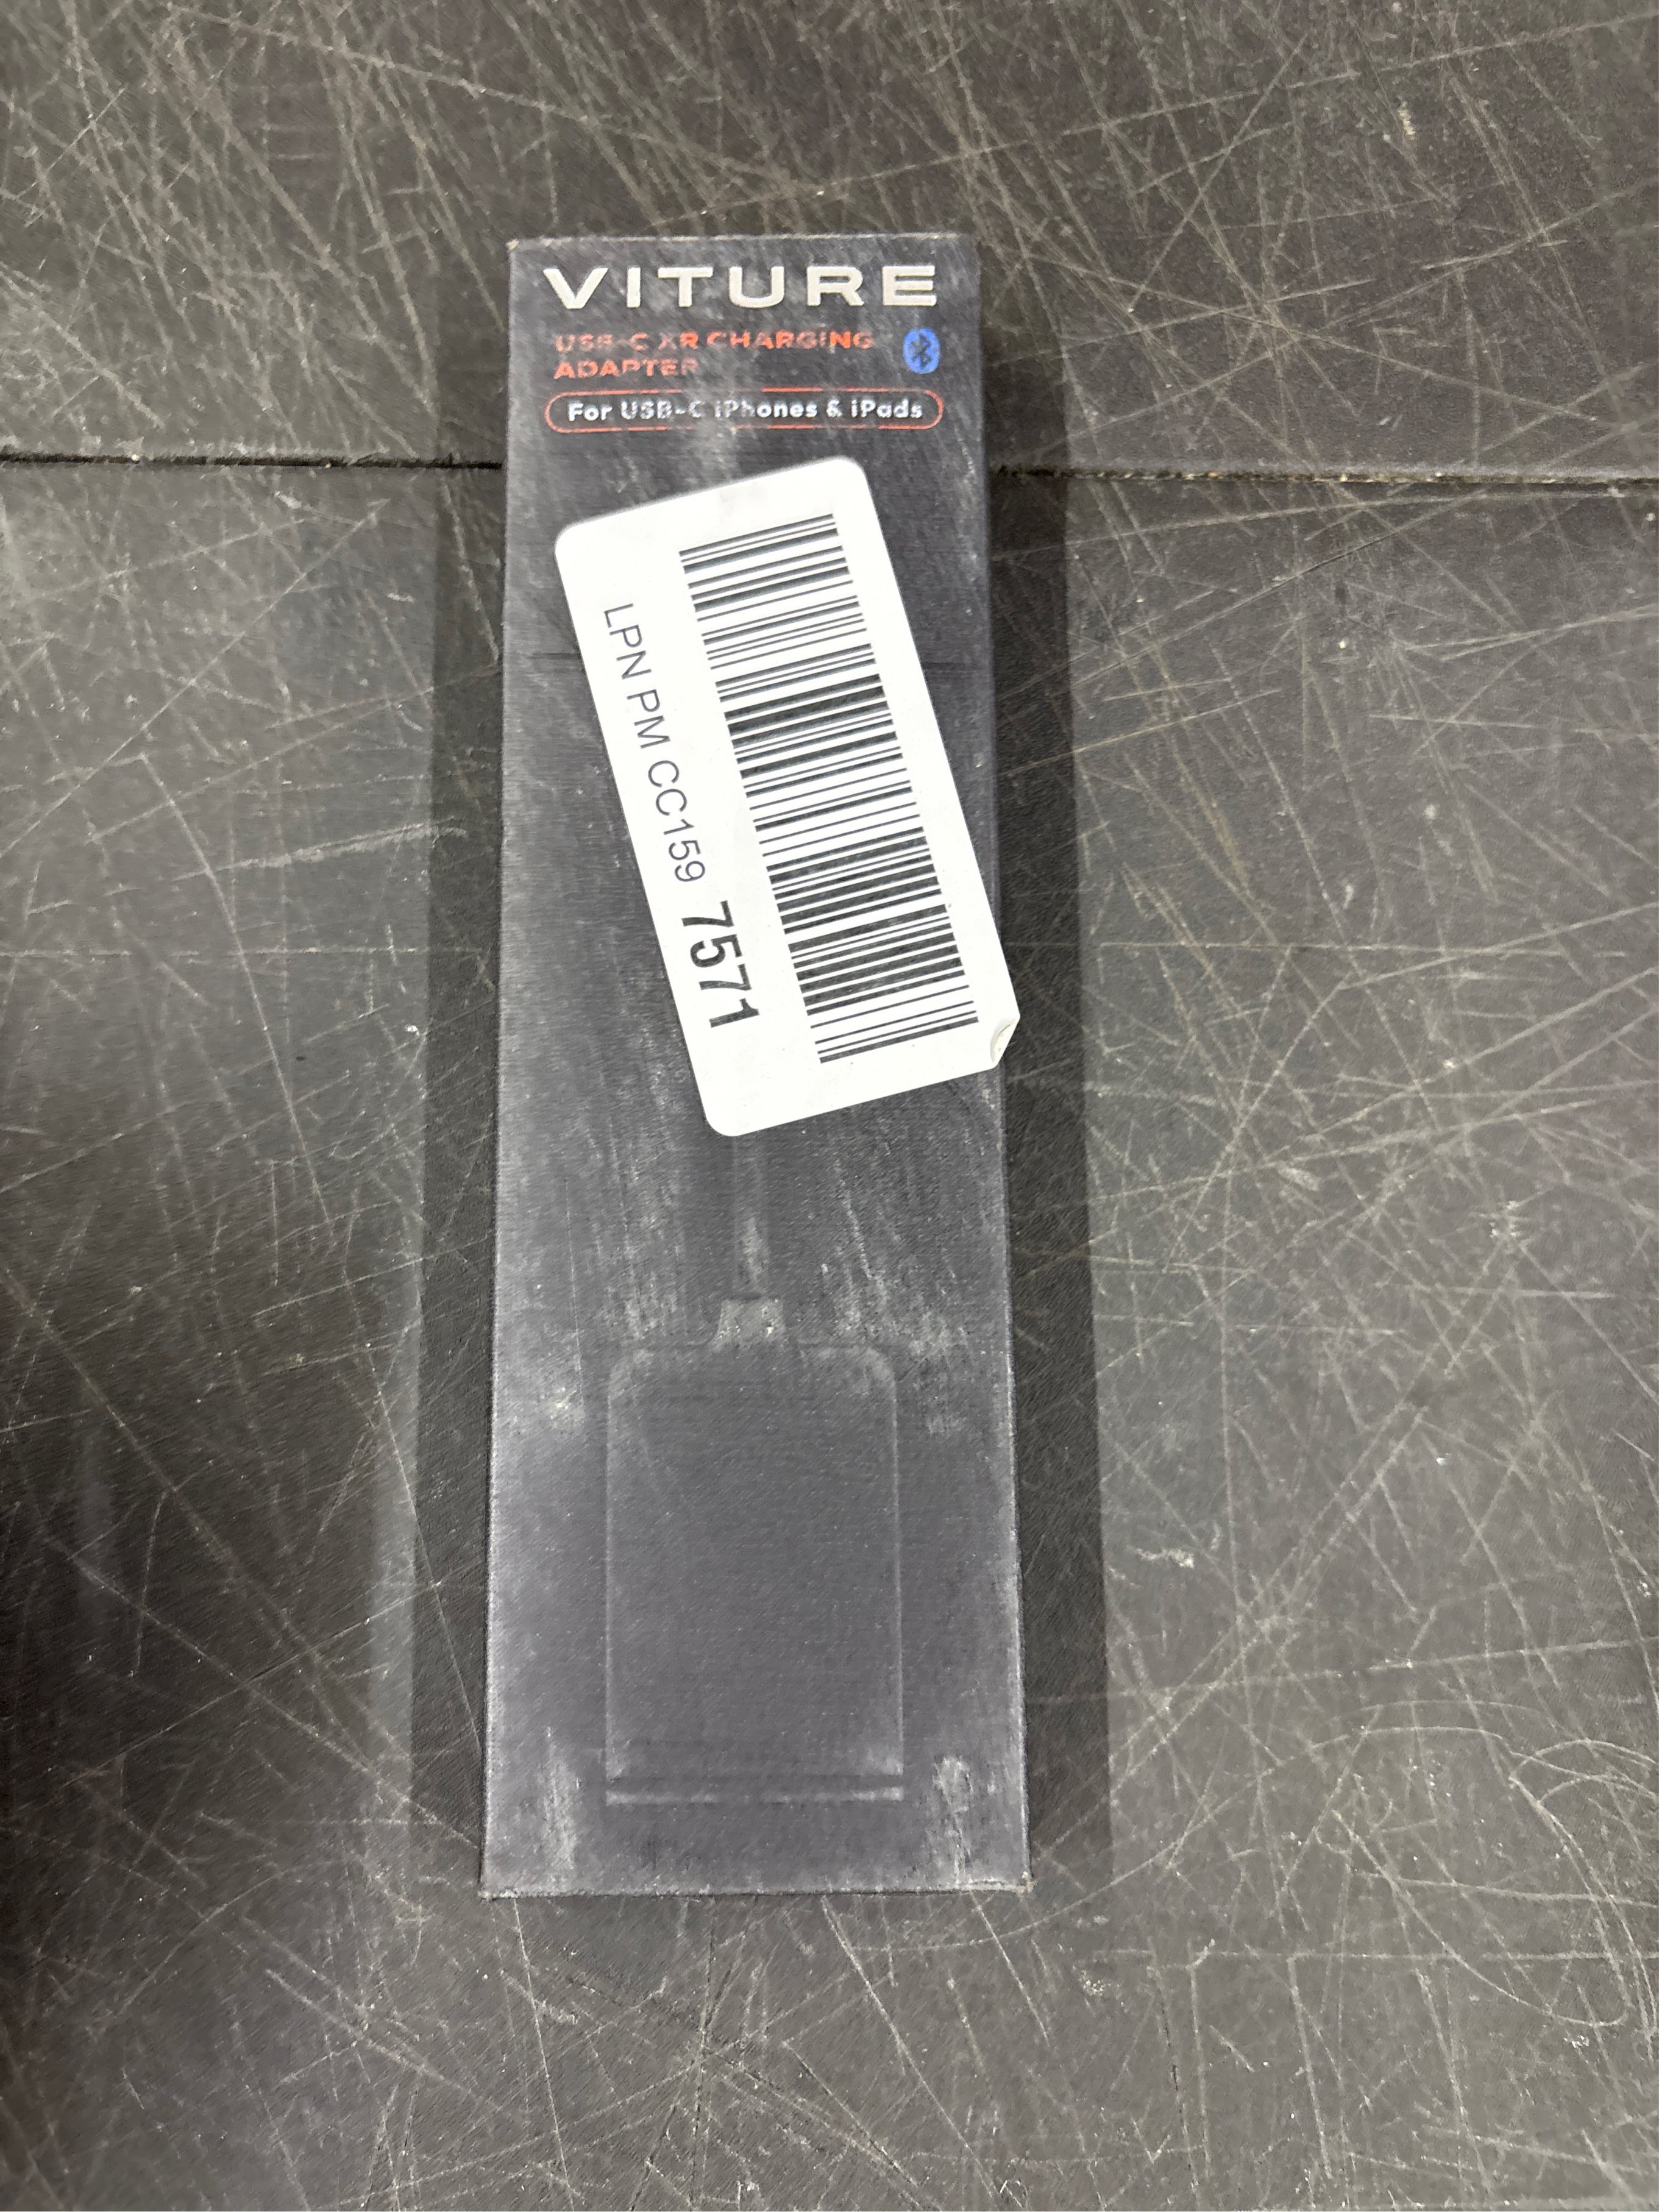 VITURE
USB-C XR CHARGING
ADAPTER
For USB-C iPhones & iPads
LPN PM CC159 7571